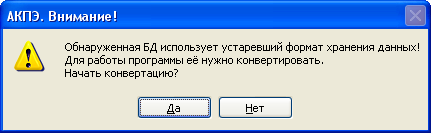 АКПЭ. Внимание!
Обнаруженная БД использует устаревший формат хранения данных!
Для работы программы её нужно конвертировать.
Начать конвертацию?
Да Нет